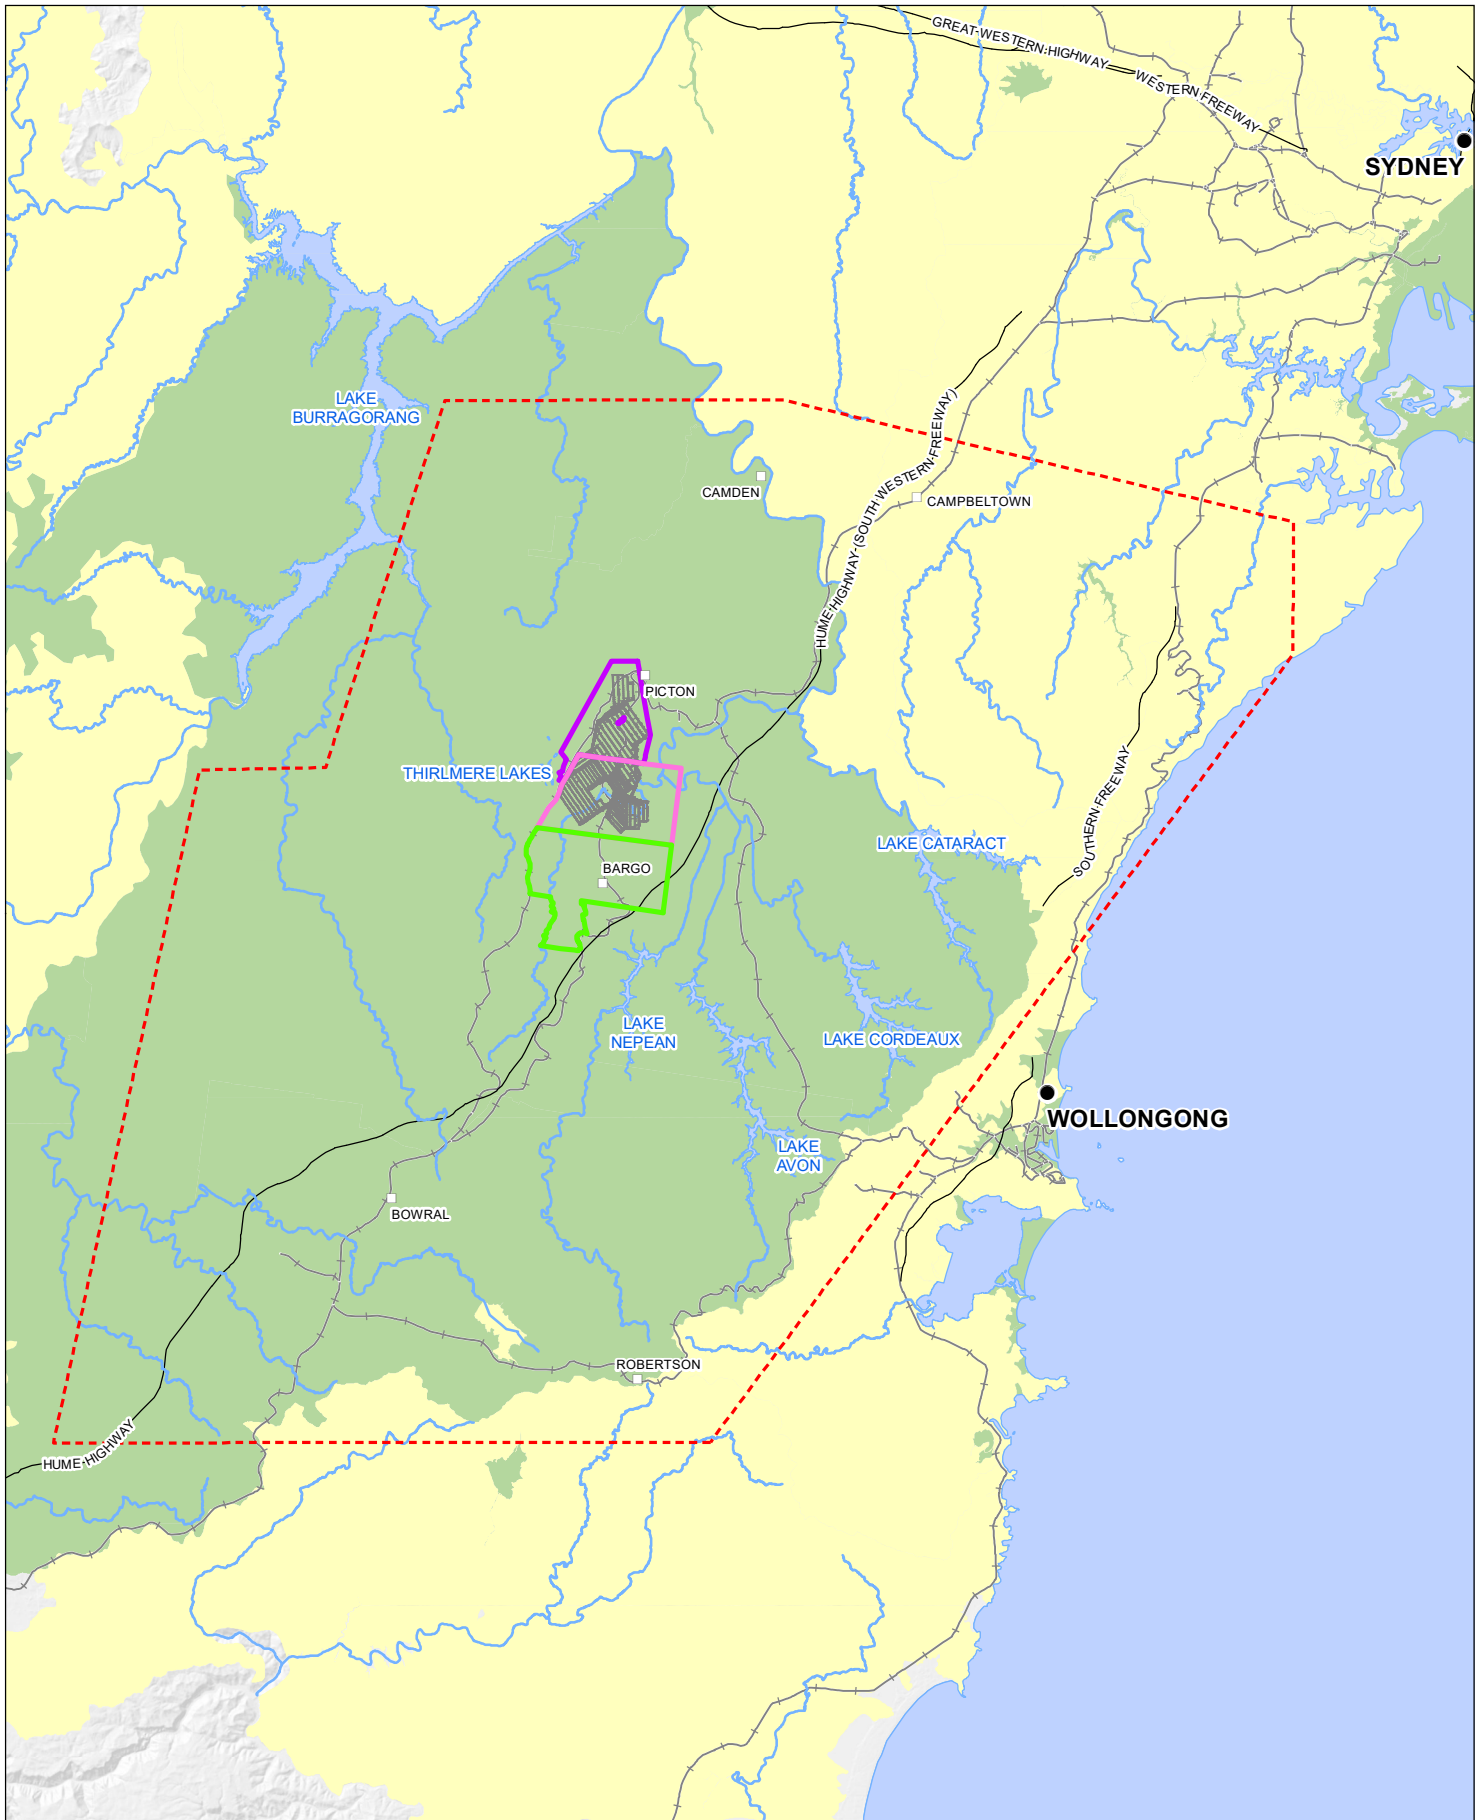 GREAT-WESTERN-HIGHWAY
WESTERN-FREEWAY
SYDNEY
LAKE
BURRAGORANG
CAMDEN
CAMPBELTOWN
HUME-HIGHWAY-(SOUTH WESTERN-FREEWAY)
PICTON
THIRLMERE LAKES
SOUTHERN-FREEWAY
LAKE CATARACT
BARGO
LAKE
NEPEAN
LAKE CORDEAUX
WOLLONGONG
LAKE
AVON
BOWRAL
ROBERTSON
HUME-HIGHWAY